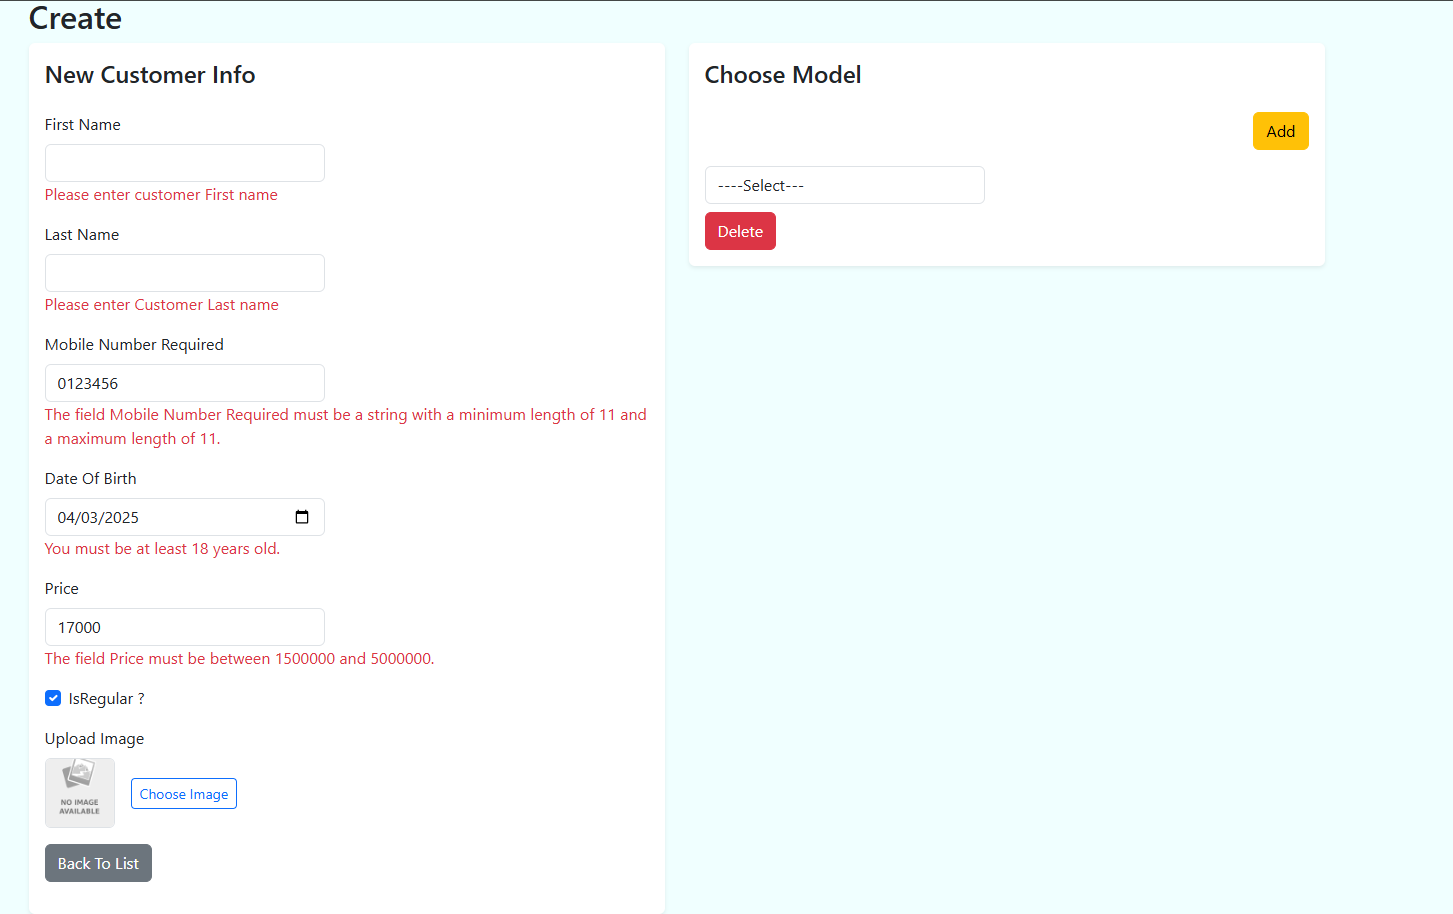 Create
New Customer Info
First Name
Please enter customer First name
Last Name
Please enter Customer Last name
Mobile Number Required
0123456
The field Mobile Number Required must be a string with a minimum length of 11 and
a maximum length of 11.
Date Of Birth
04/03/2025
You must be at least 18 years old.
Price
17000
The field Price must be between 1500000 and 5000000.
IsRegular ?
Upload Image
NO IMAGE
AVAILABLE
Choose Image
Back To List
Choose Model
Add
----Select---
Delete